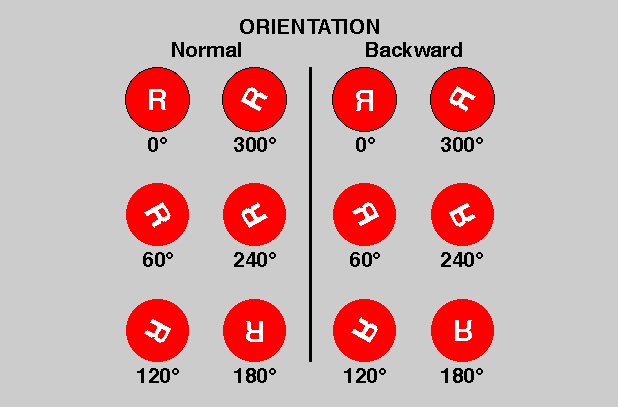 ORIENTATION
Normal Backward
R R Я Я
0° 300° 0° 300°
R R Я Я
60° 240° 60° 240°
R R Я Я
120° 180° 120° 180°